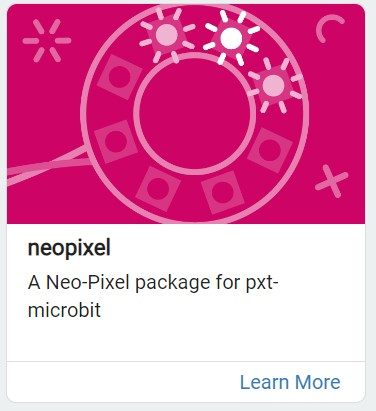 neopixel
A Neo-Pixel package for pxt-
microbit
Learn More